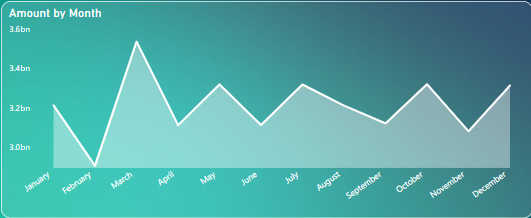 Amount by Month
3.6bn
3.4bn
3.2bn
3.0bn
January
February
March
April
May
June
July
August
September
October
November
December